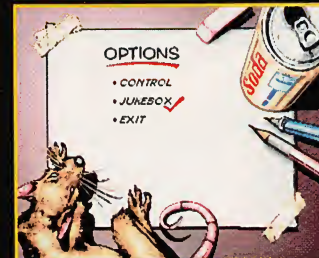 OPTIONS
• CONTROL
• JUKEBOX
• EXIT
Soda